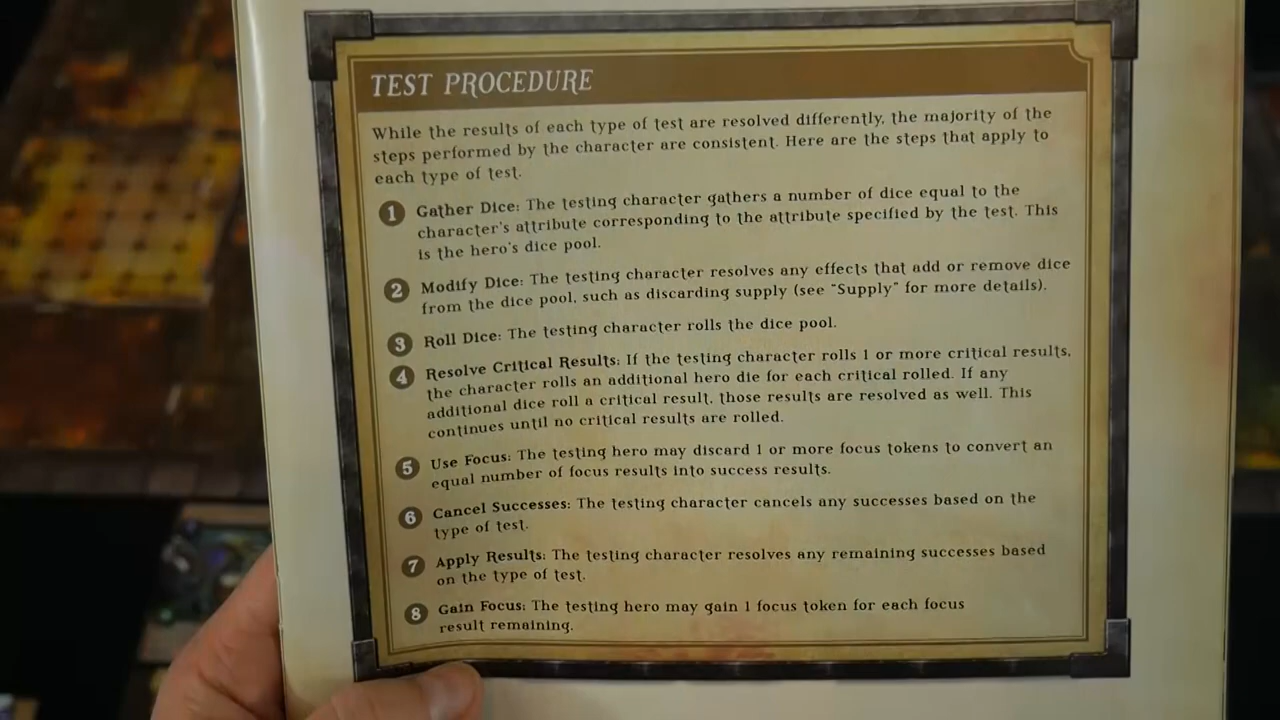 TEST PROCEDURE
While the results of each type of test are resolved differently, the majority of the
steps performed by the character are consistent. Here are the steps that apply to
each type of test.
1 Gather Dice: The testing character gathers a number of dice equal to the
character's attribute corresponding to the attribute specified by the test. This
is the hero's dice pool.
2 Modify Dice: The testing character resolves any effects that add or remove dice
from the dice pool, such as discarding supply (see "Supply" for more details).
3 Roll Dice: The testing character rolls the dice pool.
4 Resolve Critical Results: If the testing character rolls 1 or more critical results,
the character rolls an additional hero die for each critical rolled. If any
additional dice roll a critical result, those results are resolved as well. This
continues until no critical results are rolled.
5 Use Focus: The testing hero may discard 1 or more focus tokens to convert an
equal number of focus results into success results.
6 Cancel Successes: The testing character cancels any successes based on the
type of test.
7 Apply Results: The testing character resolves any remaining successes based
on the type of test.
8 Gain Focus: The testing hero may gain 1 focus token for each focus
result remaining.